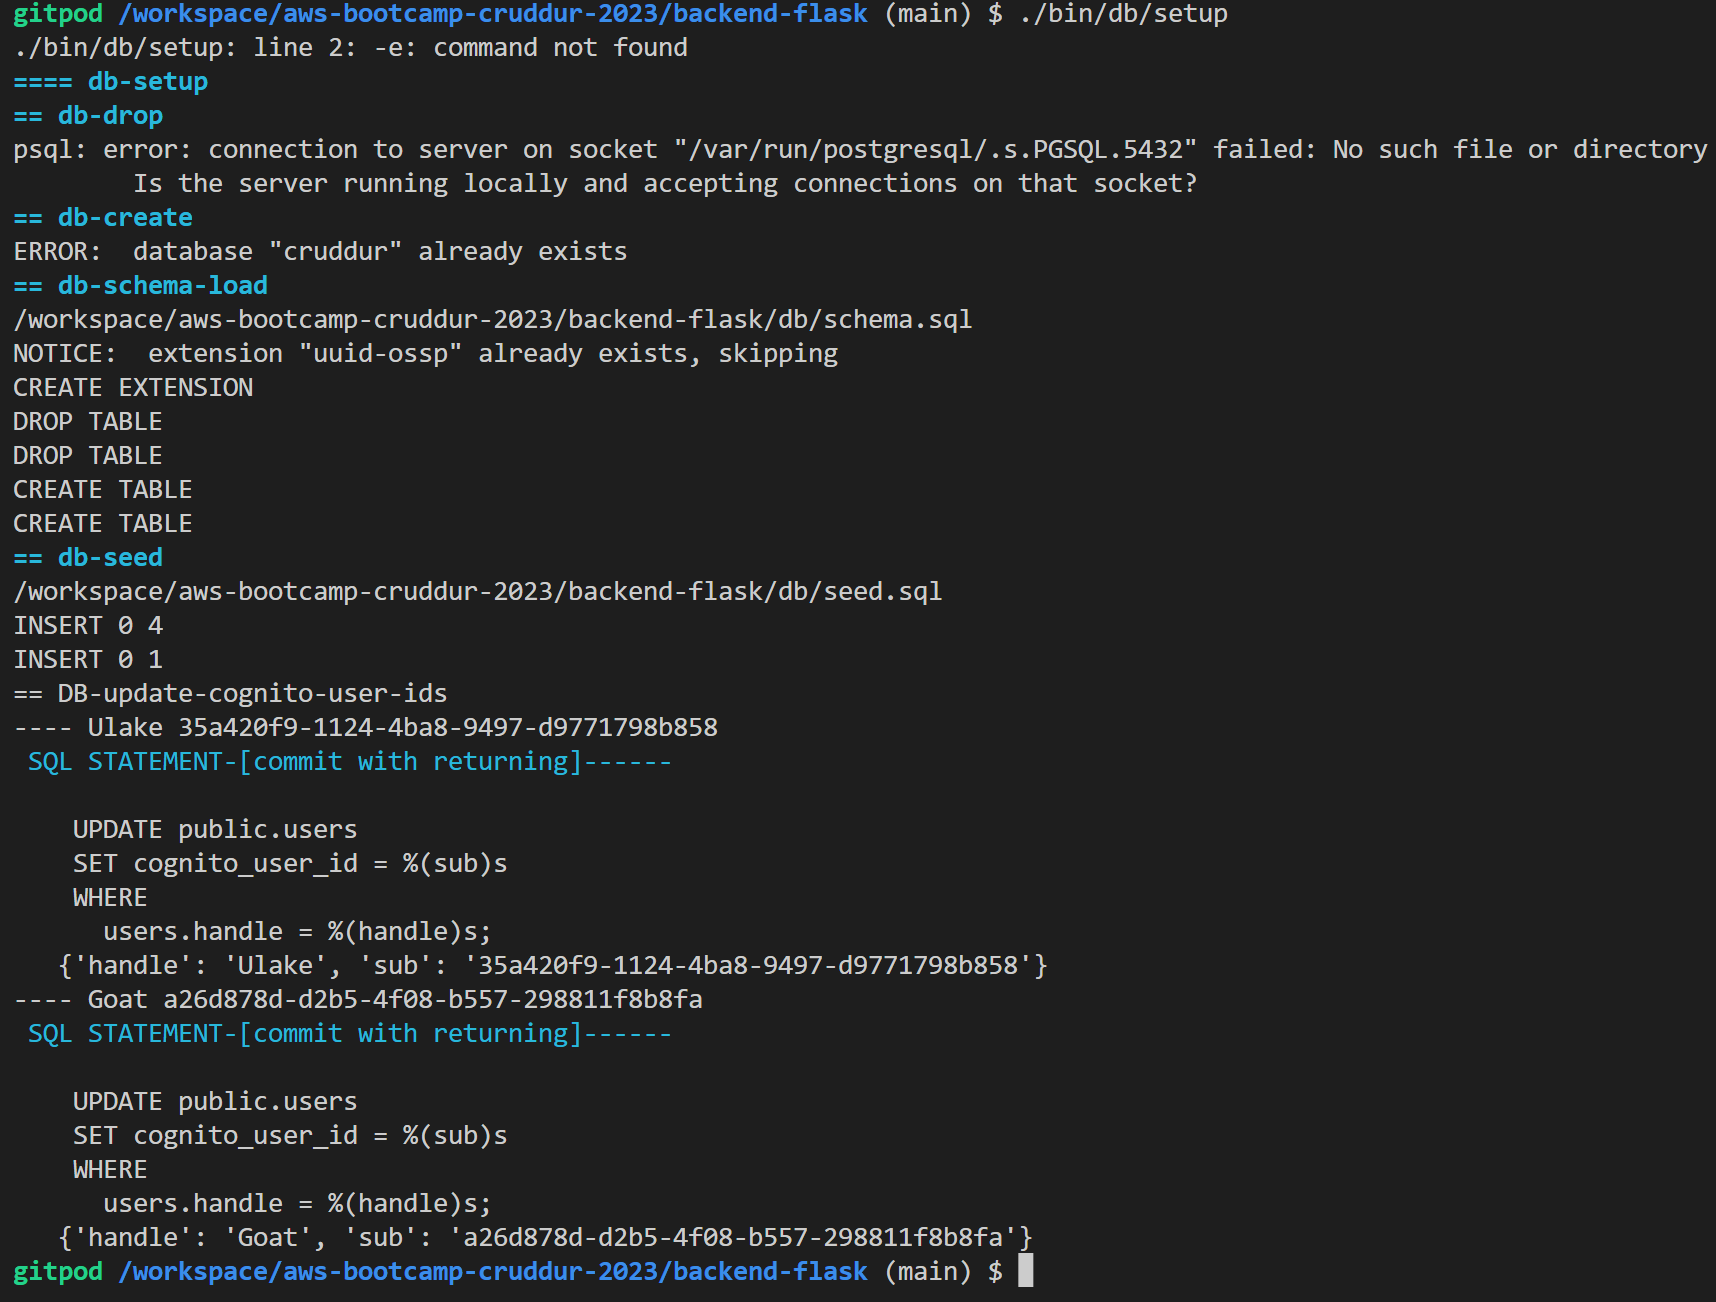 gitpod /workspace/aws-bootcamp-cruddur-2023/backend-flask (main) $ ./bin/db/setup
./bin/db/setup: line 2: -e: command not found
==== db-setup
== db-drop
psql: error: connection to server on socket "/var/run/postgresql/.s.PGSQL.5432" failed: No such file or directory
        Is the server running locally and accepting connections on that socket?
== db-create
ERROR:  database "cruddur" already exists
== db-schema-load
/workspace/aws-bootcamp-cruddur-2023/backend-flask/db/schema.sql
NOTICE:  extension "uuid-ossp" already exists, skipping
CREATE EXTENSION
DROP TABLE
DROP TABLE
CREATE TABLE
CREATE TABLE
== db-seed
/workspace/aws-bootcamp-cruddur-2023/backend-flask/db/seed.sql
INSERT 0 4
INSERT 0 1
== DB-update-cognito-user-ids
---- Ulake 35a420f9-1124-4ba8-9497-d9771798b858
 SQL STATEMENT-[commit with returning]------

    UPDATE public.users
    SET cognito_user_id = %(sub)s
    WHERE
      users.handle = %(handle)s;
   {'handle': 'Ulake', 'sub': '35a420f9-1124-4ba8-9497-d9771798b858'}
---- Goat a26d878d-d2b5-4f08-b557-298811f8b8fa
 SQL STATEMENT-[commit with returning]------

    UPDATE public.users
    SET cognito_user_id = %(sub)s
    WHERE
      users.handle = %(handle)s;
   {'handle': 'Goat', 'sub': 'a26d878d-d2b5-4f08-b557-298811f8b8fa'}
gitpod /workspace/aws-bootcamp-cruddur-2023/backend-flask (main) $